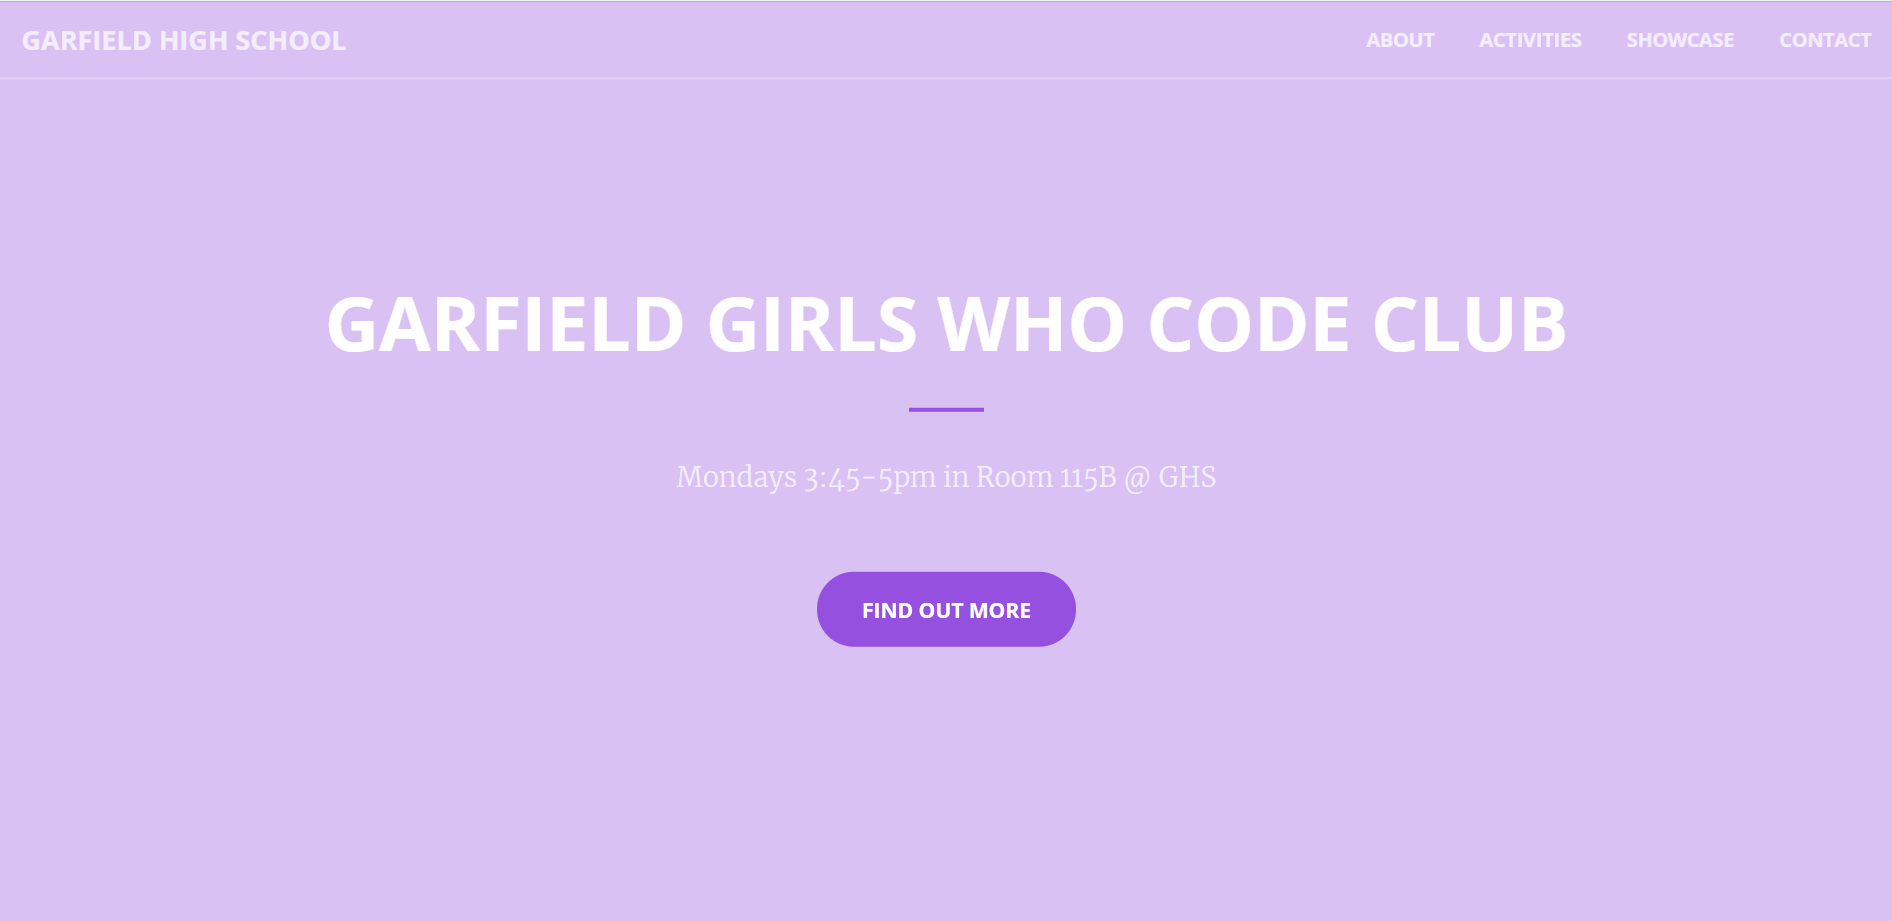 GARFIELD HIGH SCHOOL
ABOUT ACTIVITIES SHOWCASE CONTACT
GARFIELD GIRLS WHO CODE CLUB
Mondays 3:45-5pm in Room 115B @ GHS
FIND OUT MORE